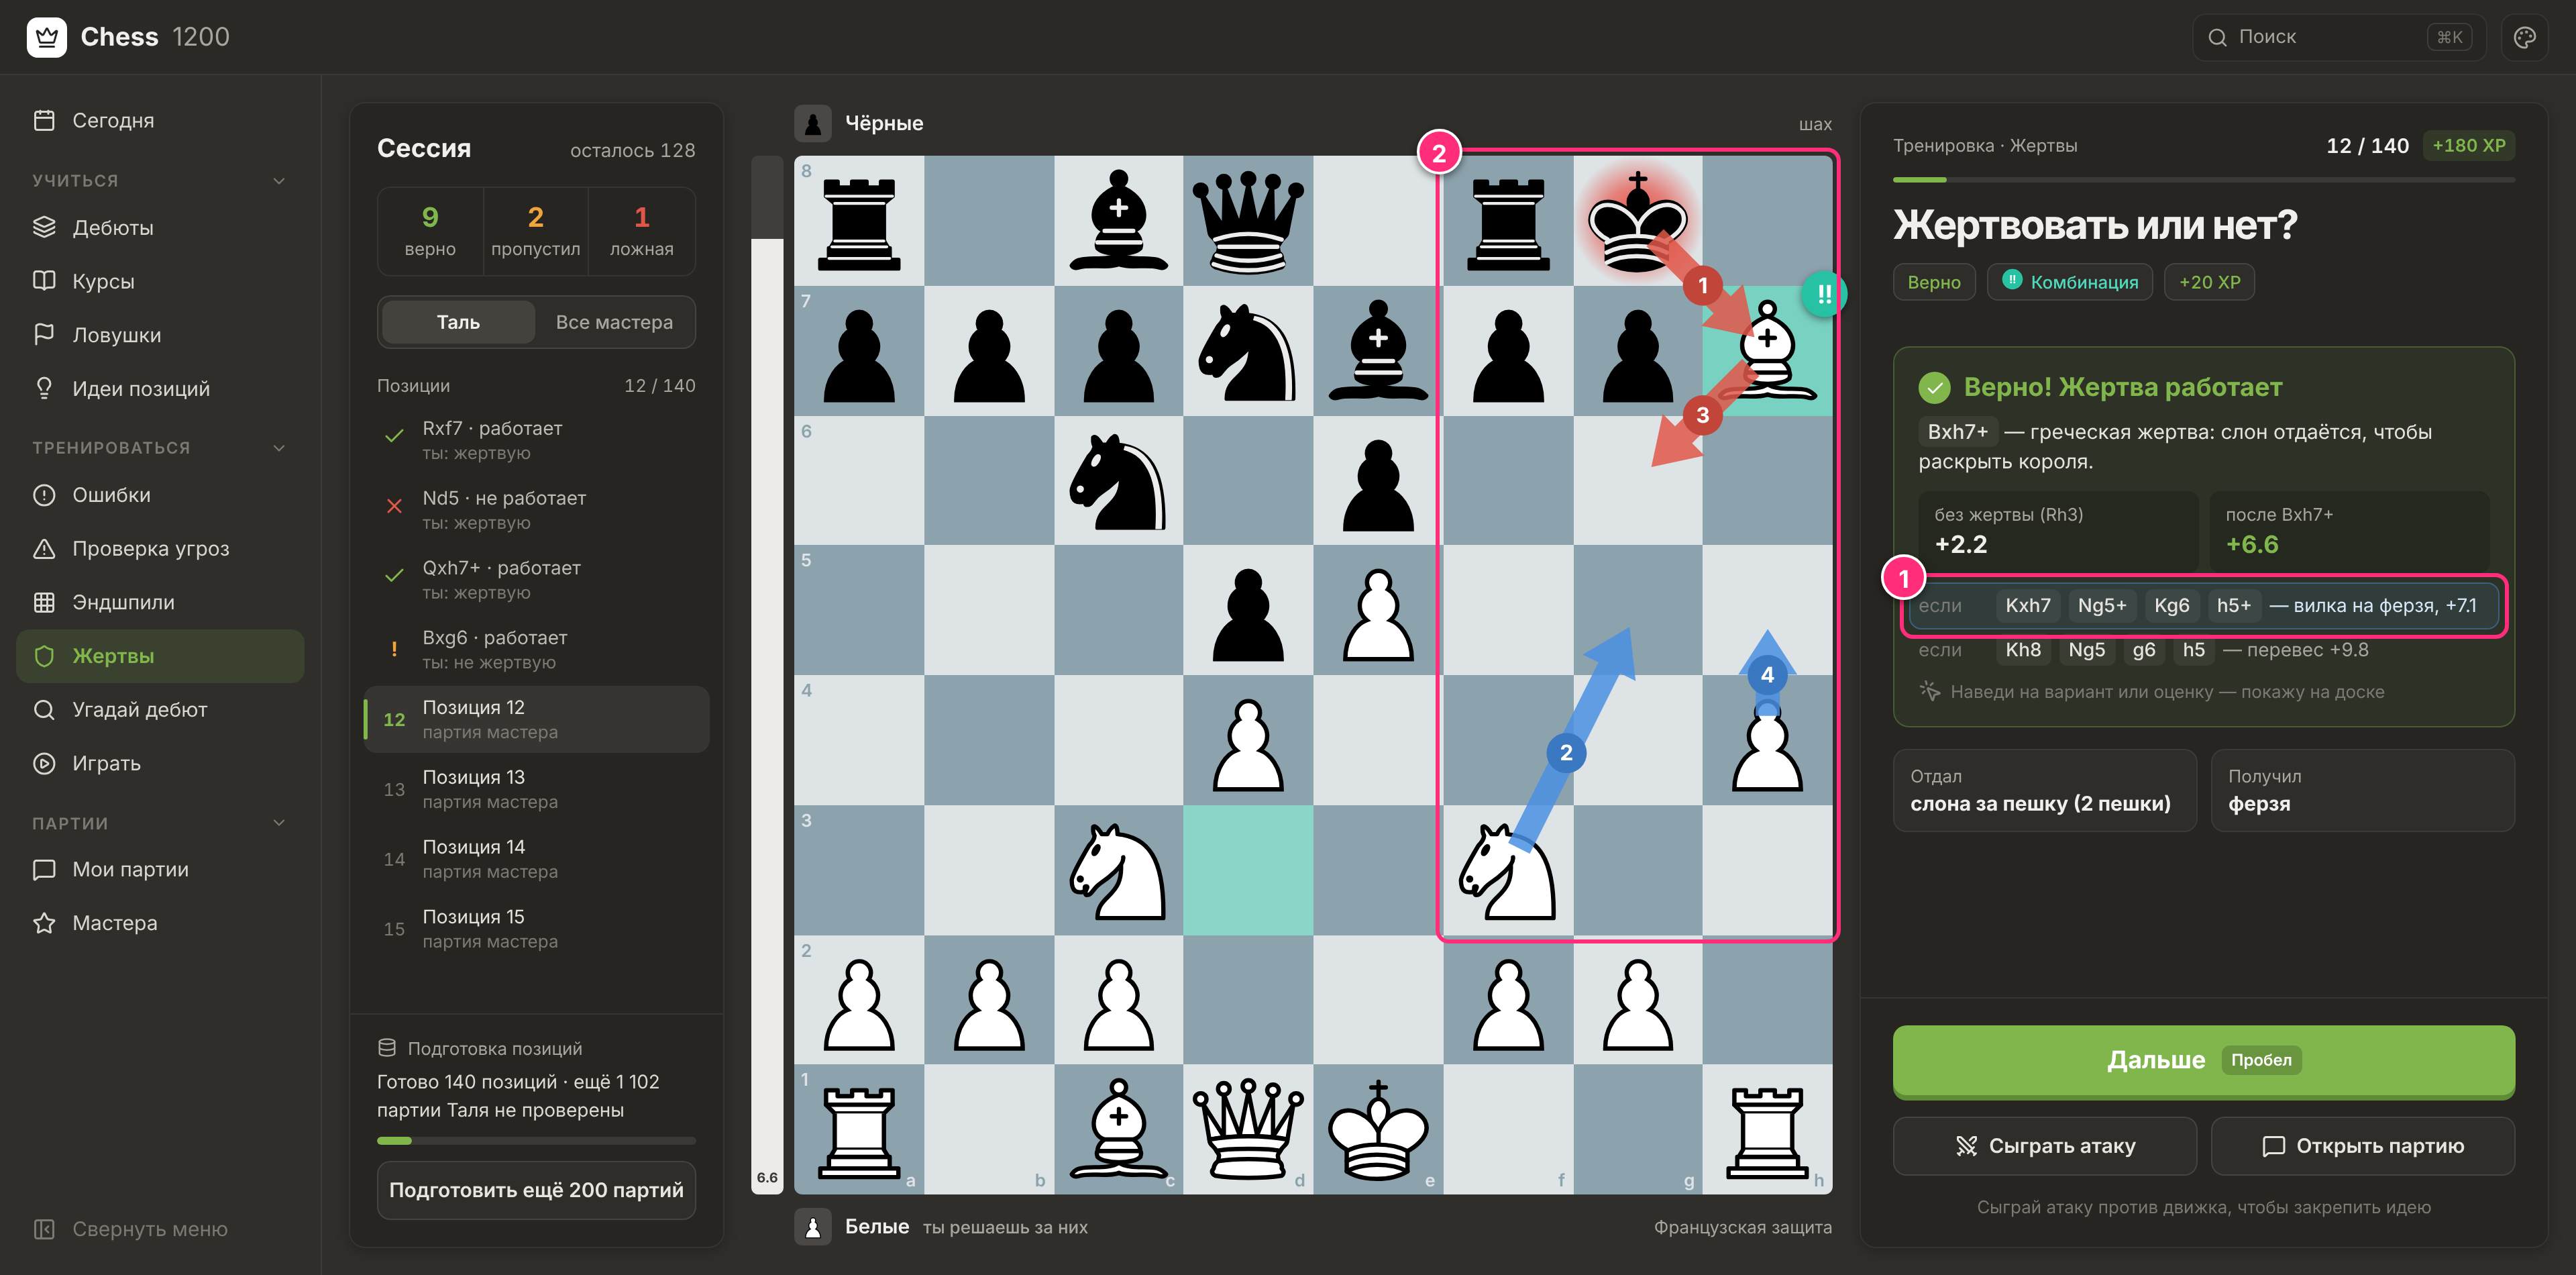 Chess 1200
Поиск
⌘K
Сегодня
УЧИТЬСЯ
Дебюты
Курсы
Ловушки
Идеи позиций
ТРЕНИРОВАТЬСЯ
Ошибки
Проверка угроз
Эндшпили
Жертвы
Угадай дебют
Играть
ПАРТИИ
Мои партии
Мастера
Свернуть меню
Сессия
осталось 128
9
верно
2
пропустил
1
ложная
Таль
Все мастера
Позиции
12 / 140
Rxf7 · работает
ты: жертвую
Nd5 · не работает
ты: жертвую
Qxh7+ · работает
ты: жертвую
!
Bxg6 · работает
ты: не жертвую
12
Позиция 12
партия мастера
13
Позиция 13
партия мастера
14
Позиция 14
партия мастера
15
Позиция 15
партия мастера
Подготовка позиций
Готово 140 позиций · ещё 1 102
партии Таля не проверены
Подготовить ещё 200 партий
Чёрные
шах
2
8
7
6
5
4
3
2
1
a
b
c
d
e
f
g
h
1
!!
3
2
4
6.6
Белые
ты решаешь за них
Французская защита
Тренировка · Жертвы
12 / 140
+180 XP
Жертвовать или нет?
Верно
!! Комбинация
+20 XP
Верно! Жертва работает
Bxh7+ — греческая жертва: слон отдаётся, чтобы
раскрыть короля.
без жертвы (Rh3)
+2.2
после Bxh7+
+6.6
1
если Kxh7 Ng5+ Kg6 h5+ — вилка на ферзя, +7.1
если Kh8 Ng5 g6 h5 — перевес +9.8
Наведи на вариант или оценку — покажу на доске
Отдал
слона за пешку (2 пешки)
Получил
ферзя
Дальше
Пробел
Сыграть атаку
Открыть партию
Сыграй атаку против движка, чтобы закрепить идею